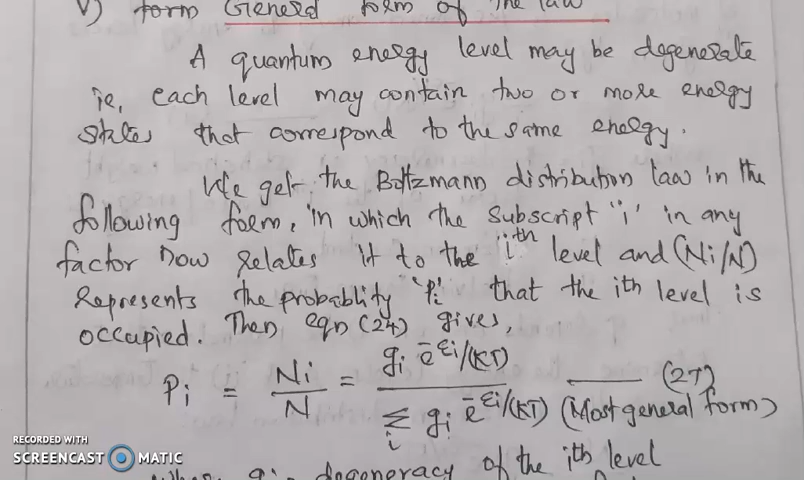 V) form General form of the law
A quantum energy level may be degenerate
ie, each level may contain two or more energy
states that correspond to the same energy.
We get the Boltzmann distribution law in the
following form, in which the subscript "i" in any
factor now relates it to the ith level and (Ni/N)
represents the probablity 'Pi' that the ith level is
occupied. Then eqn (24) gives,
Pi = Ni/N = gi e^-εi/(KT) / Σi gi e^-εi/(KT) —— (27)
(Most general form)
RECORDED WITH
SCREENCAST MATIC
gi degeneracy of the ith level